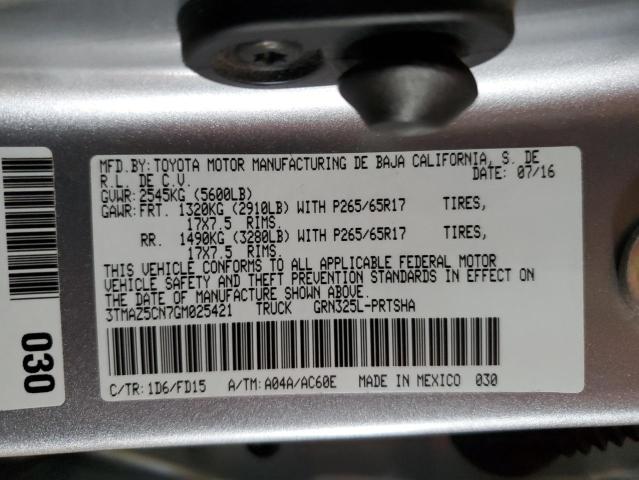 MFD.BY: TOYOTA MOTOR MANUFACTURING DE BAJA CALIFORNIA, S. DE
R.L. DE C.V. DATE: 07/16
GVWR: 2545KG (5600LB)
GAWR: FRT. 1320KG (2910LB) WITH P265/65R17 TIRES,
17X7.5 RIMS.
RR. 1490KG (3280LB) WITH P265/65R17 TIRES,
17X7.5 RIMS.
THIS VEHICLE CONFORMS TO ALL APPLICABLE FEDERAL MOTOR
VEHICLE SAFETY AND THEFT PREVENTION STANDARDS IN EFFECT ON
THE DATE OF MANUFACTURE SHOWN ABOVE.
3TMAZ5CN7GM025421 TRUCK GRN325L-PRTSHA
C/TR: 1D6/FD15 A/TM: A04A/AC60E MADE IN MEXICO 030
030